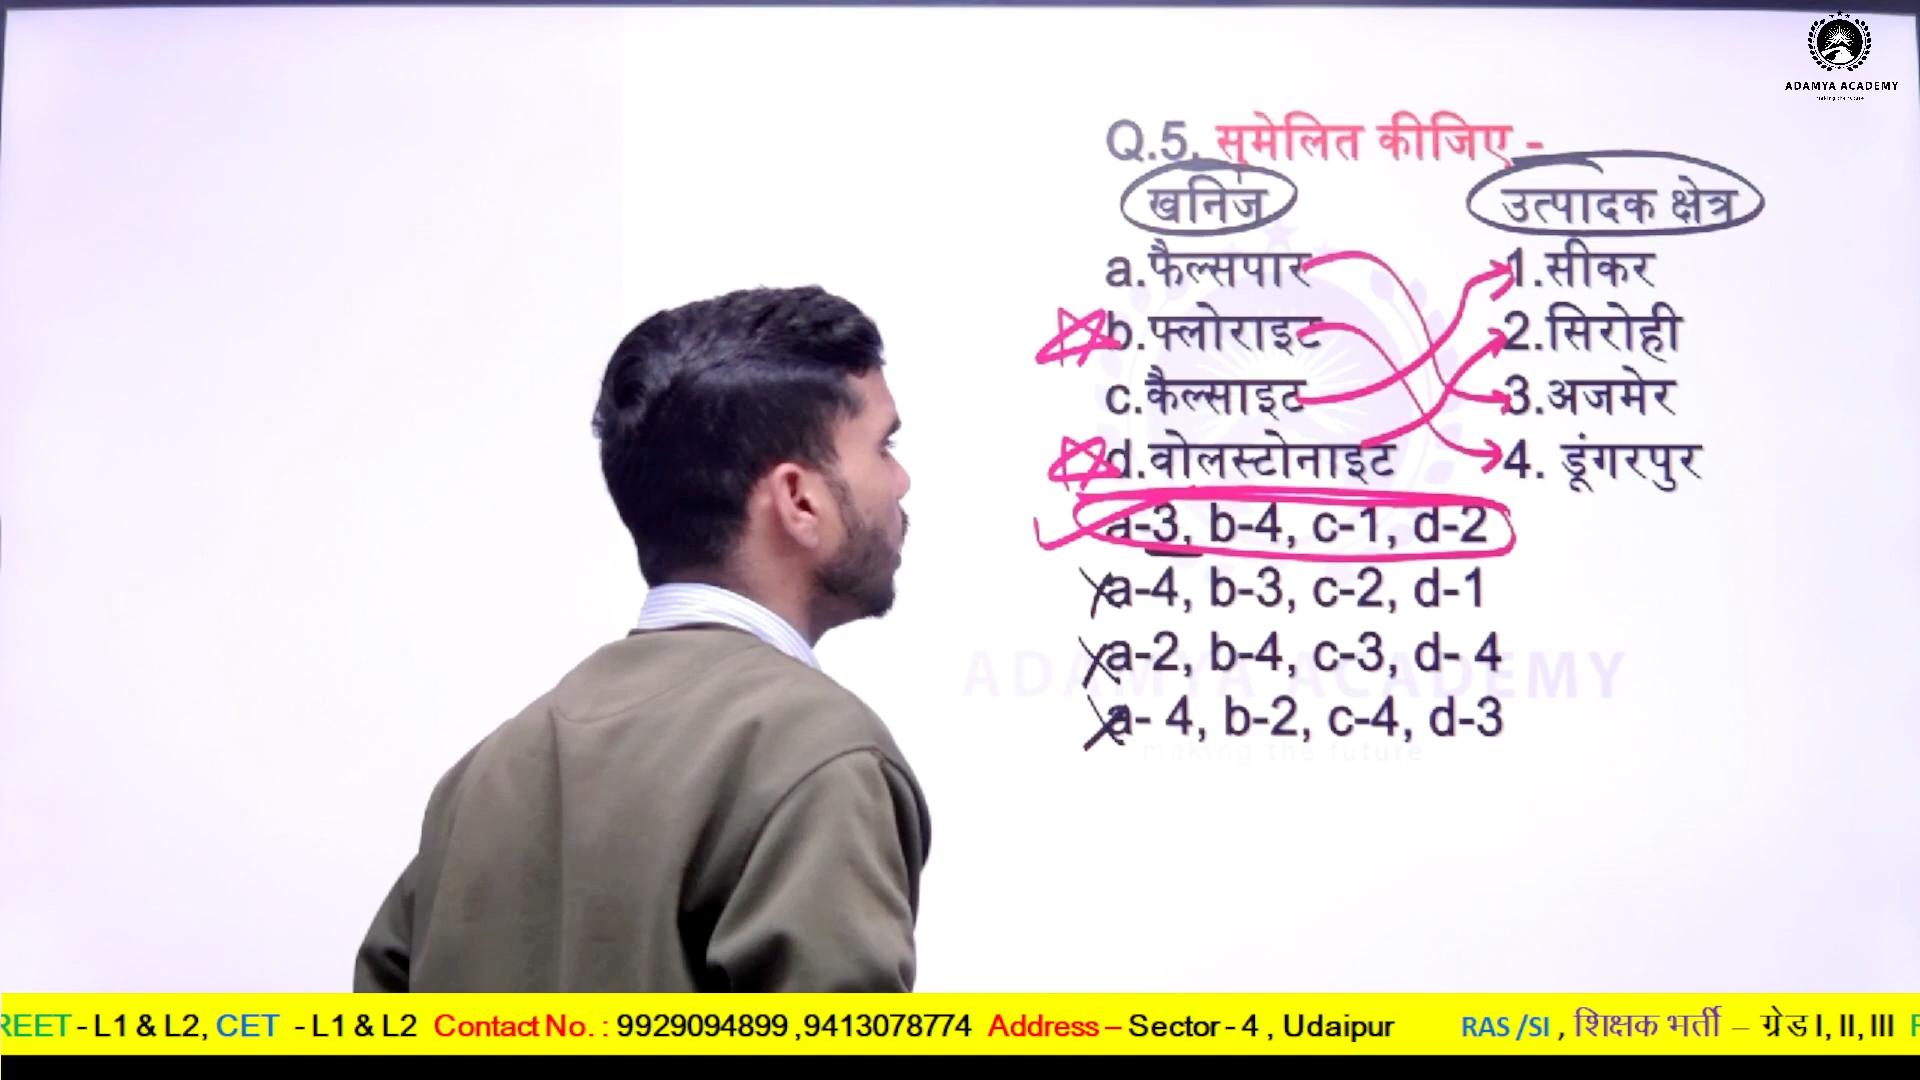 ADAMYA ACADEMY
Q.5. सुमेलित कीजिए -
खनिज उत्पादक क्षेत्र
a.फैल्सपार 1.सीकर
b.फ्लोराइट 2.सिरोही
c.कैल्साइट 3.अजमेर
d.वोलस्टोनाइट 4. डूंगरपुर
a-3, b-4, c-1, d-2
a-4, b-3, c-2, d-1
a-2, b-4, c-3, d- 4
ADAMYA ACADEMY
a- 4, b-2, c-4, d-3
making the future
REET - L1 & L2, CET - L1 & L2 Contact No. : 9929094899 ,9413078774 Address – Sector - 4 , Udaipur RAS /SI , शिक्षक भर्ती – ग्रेड I, II, III